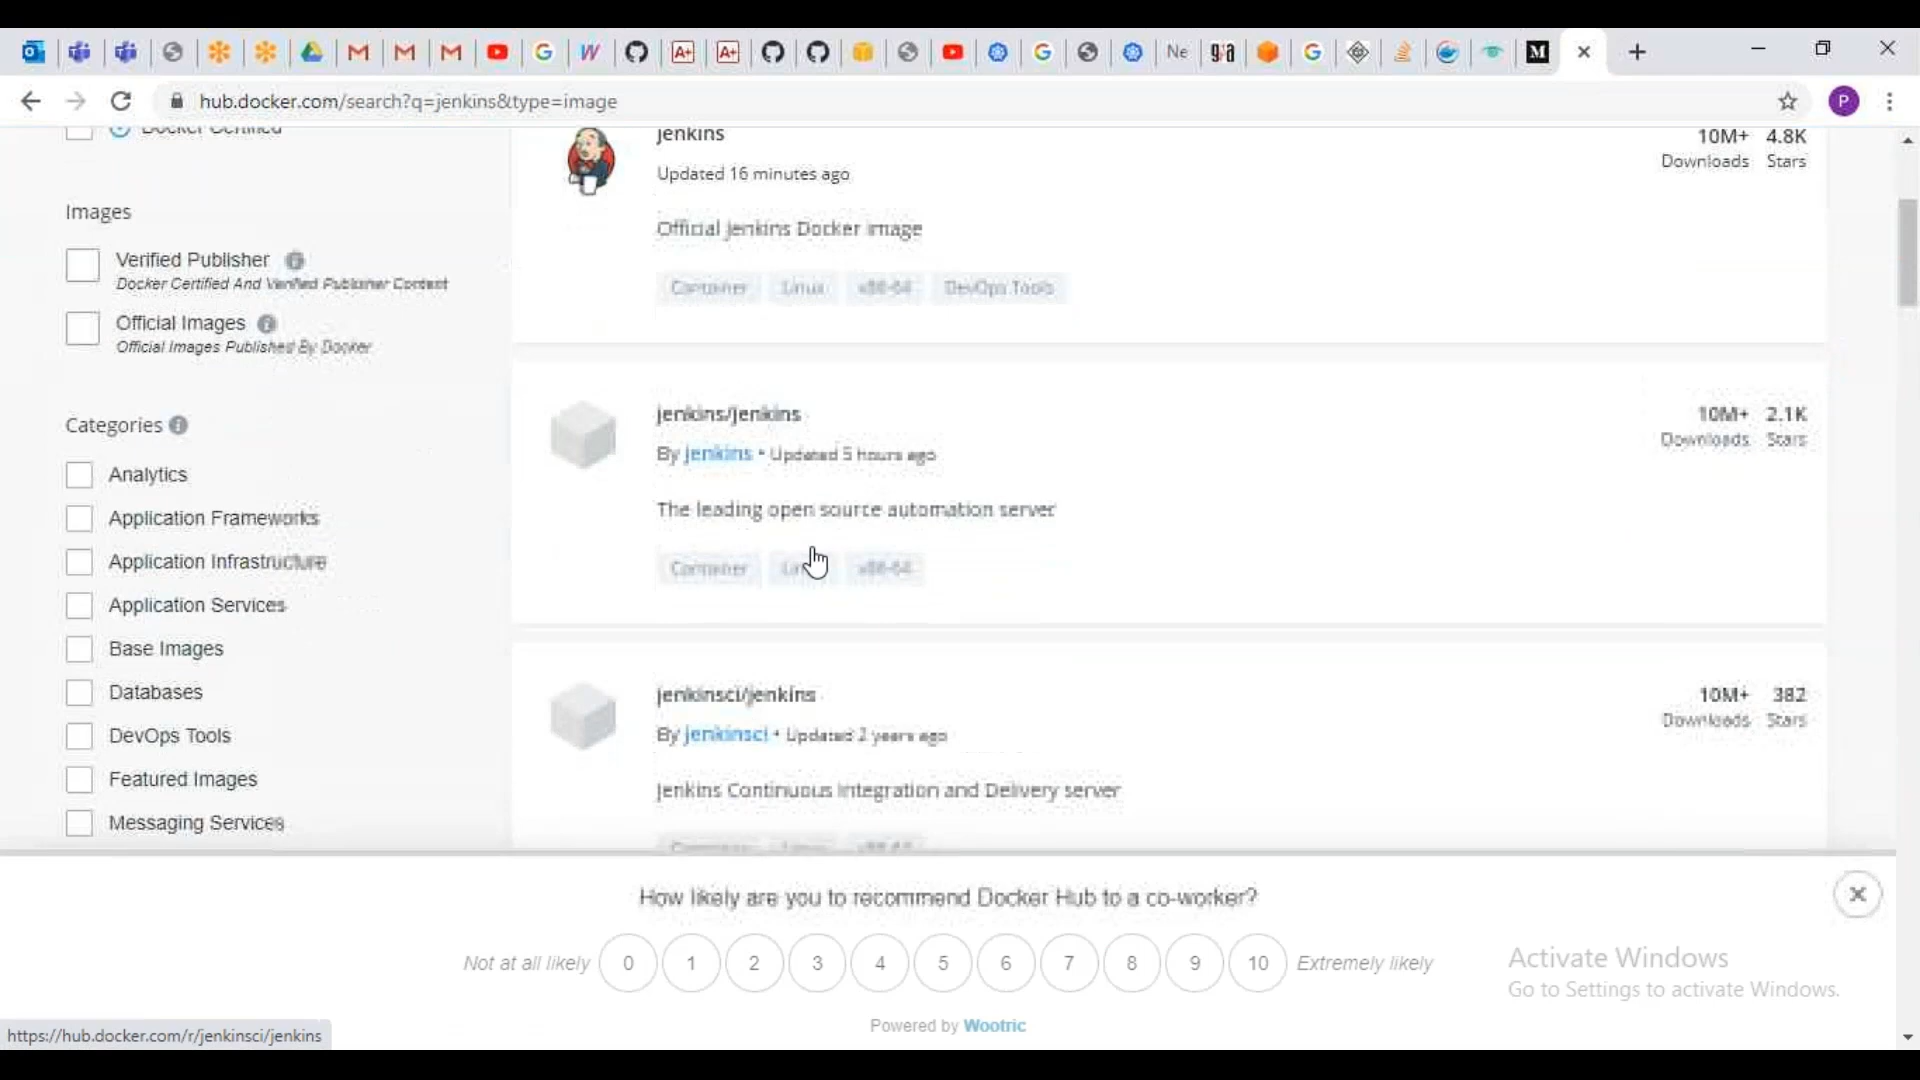 Ne
g|a
hub.docker.com/search?q=jenkins&type=image
P
Docker Certified
Images
Verified Publisher
Docker Certified And Verified Publisher Content
Official Images
Official Images Published By Docker
Categories
Analytics
Application Frameworks
Application Infrastructure
Application Services
Base Images
Databases
DevOps Tools
Featured Images
Messaging Services
jenkins
10M+ 4.8K
Updated 16 minutes ago
Downloads Stars
Official Jenkins Docker image
Container Linux x86-64 DevOps Tools
jenkins/jenkins
10M+ 2.1K
By jenkins • Updated 5 hours ago
Downloads Stars
The leading open source automation server
Container x86-64
jenkinsci/jenkins
10M+ 382
By jenkinsci • Updated 2 years ago
Downloads Stars
Jenkins Continuous Integration and Delivery server
Container Linux x86-64
How likely are you to recommend Docker Hub to a co-worker?
Not at all likely 0 1 2 3 4 5 6 7 8 9 10 Extremely likely
Powered by Wootric
Activate Windows
Go to Settings to activate Windows.
https://hub.docker.com/r/jenkinsci/jenkins